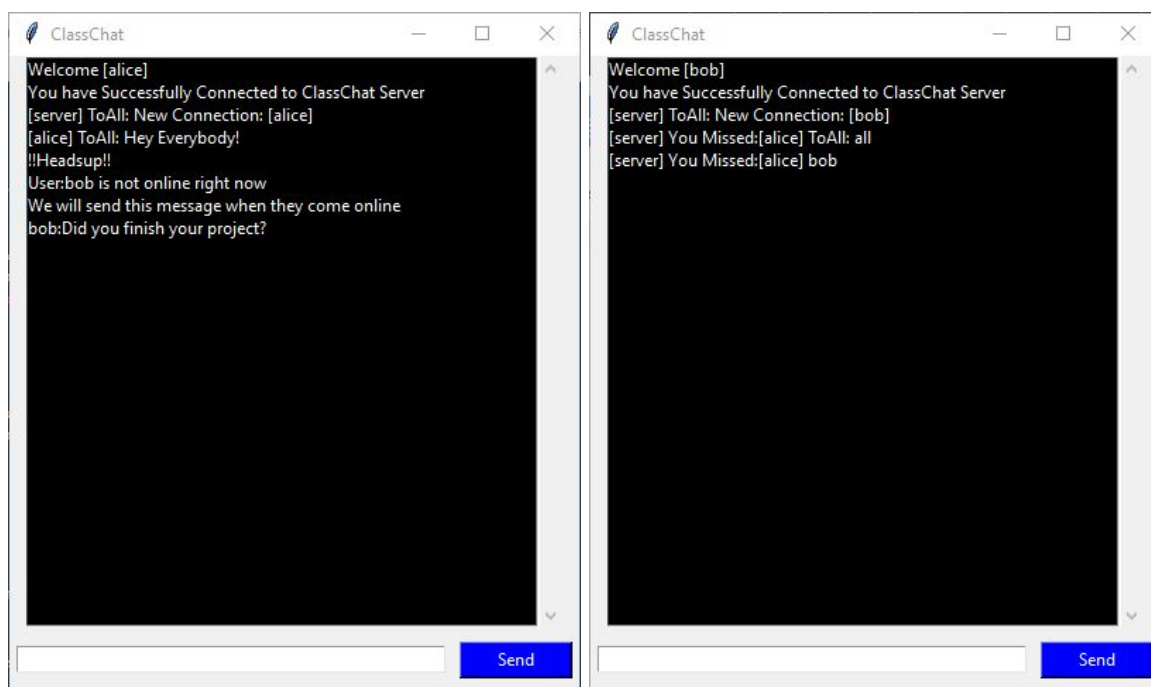 ClassChat
Welcome [alice]
You have Successfully Connected to ClassChat Server
[server] ToAll: New Connection: [alice]
[alice] ToAll: Hey Everybody!
!!Headsup!!
User:bob is not online right now
We will send this message when they come online
bob:Did you finish your project?
Send
ClassChat
Welcome [bob]
You have Successfully Connected to ClassChat Server
[server] ToAll: New Connection: [bob]
[server] You Missed:[alice] ToAll: all
[server] You Missed:[alice] bob
Send